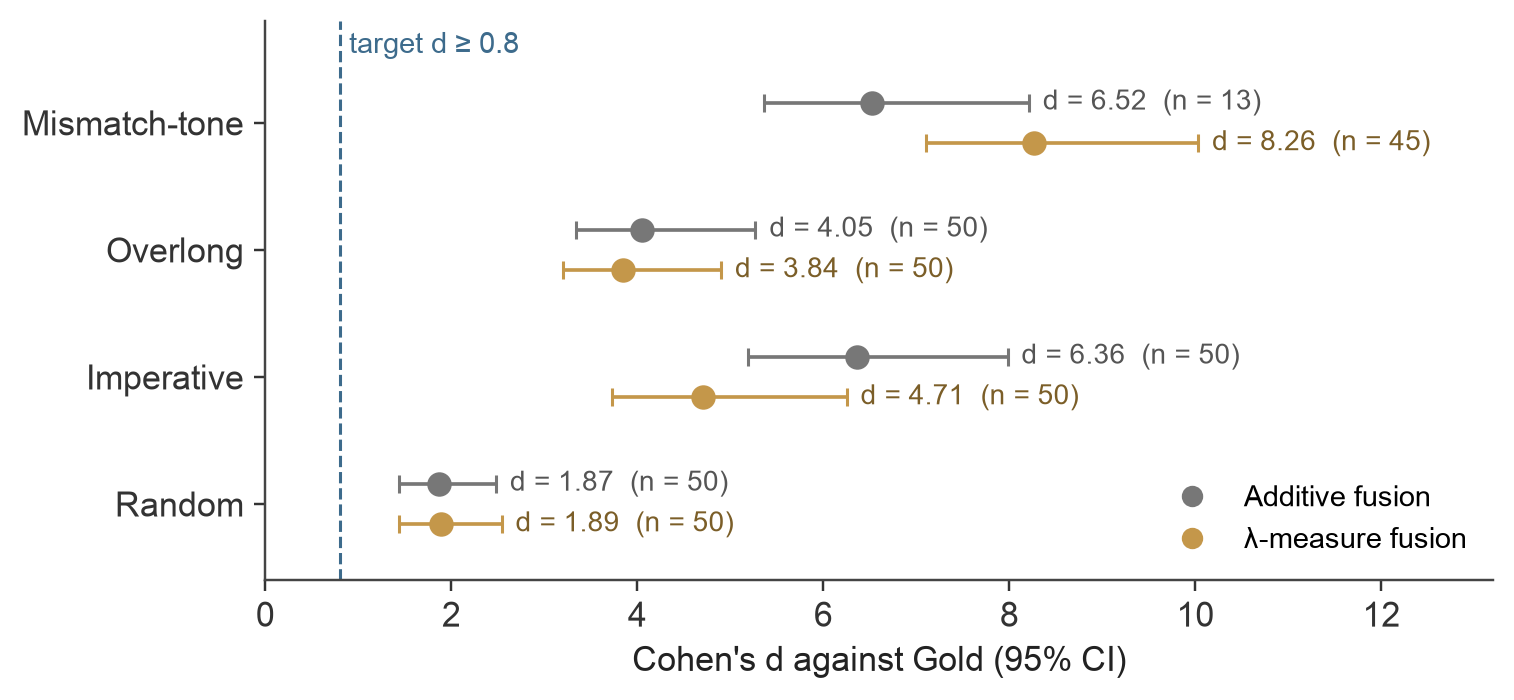 target d ≥ 0.8
Mismatch-tone
d = 6.52 (n = 13)
d = 8.26 (n = 45)
Overlong
d = 4.05 (n = 50)
d = 3.84 (n = 50)
Imperative
d = 6.36 (n = 50)
d = 4.71 (n = 50)
Random
d = 1.87 (n = 50)
d = 1.89 (n = 50)
Additive fusion
λ-measure fusion
0 2 4 6 8 10 12
Cohen's d against Gold (95% CI)